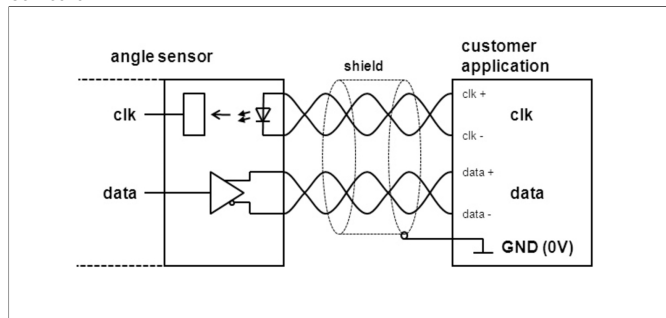 angle sensor
shield
customer
application
clk
clk +
clk
clk -
data
data +
data
data -
GND (0V)